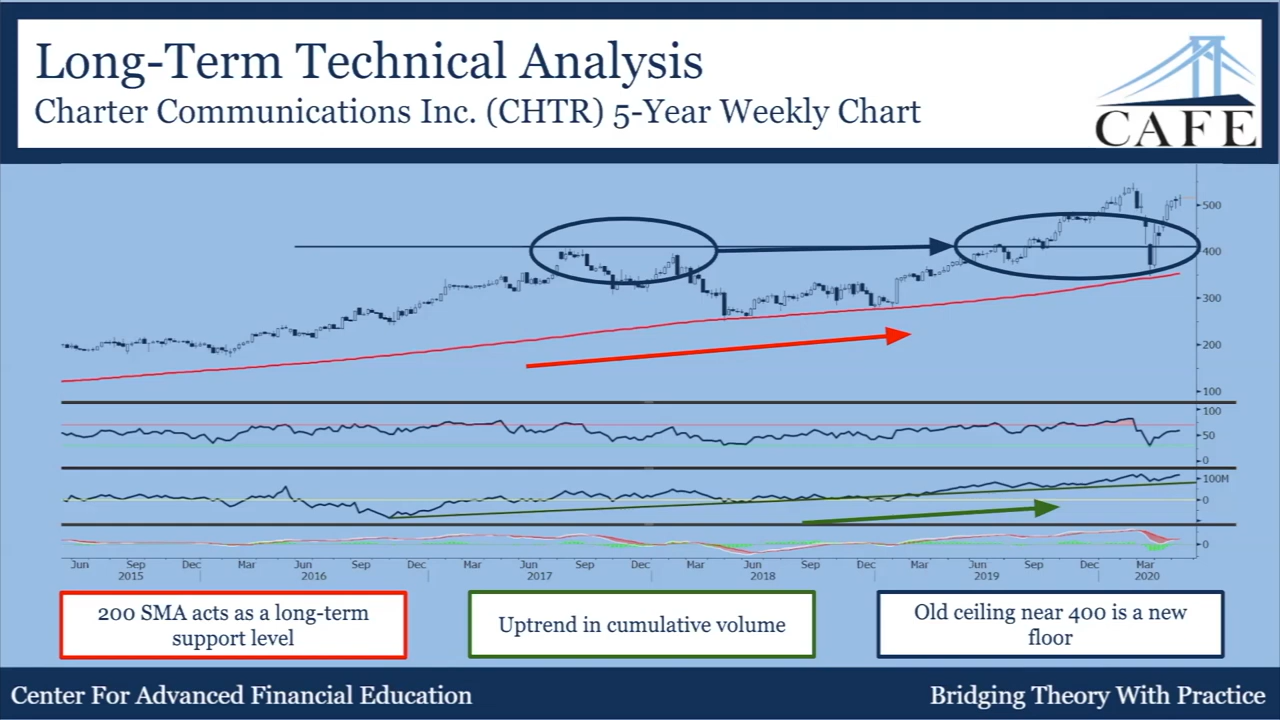 Long-Term Technical Analysis
Charter Communications Inc. (CHTR) 5-Year Weekly Chart
CAFE
500
400
300
200
100
100
50
0
100M
0
0
Jun Sep Dec Mar Jun Sep Dec Mar Jun Sep Dec Mar Jun Sep Dec Mar Jun Sep Dec Mar
2015 2016 2017 2018 2019 2020
200 SMA acts as a long-term
support level
Uptrend in cumulative volume
Old ceiling near 400 is a new
floor
Center For Advanced Financial Education
Bridging Theory With Practice